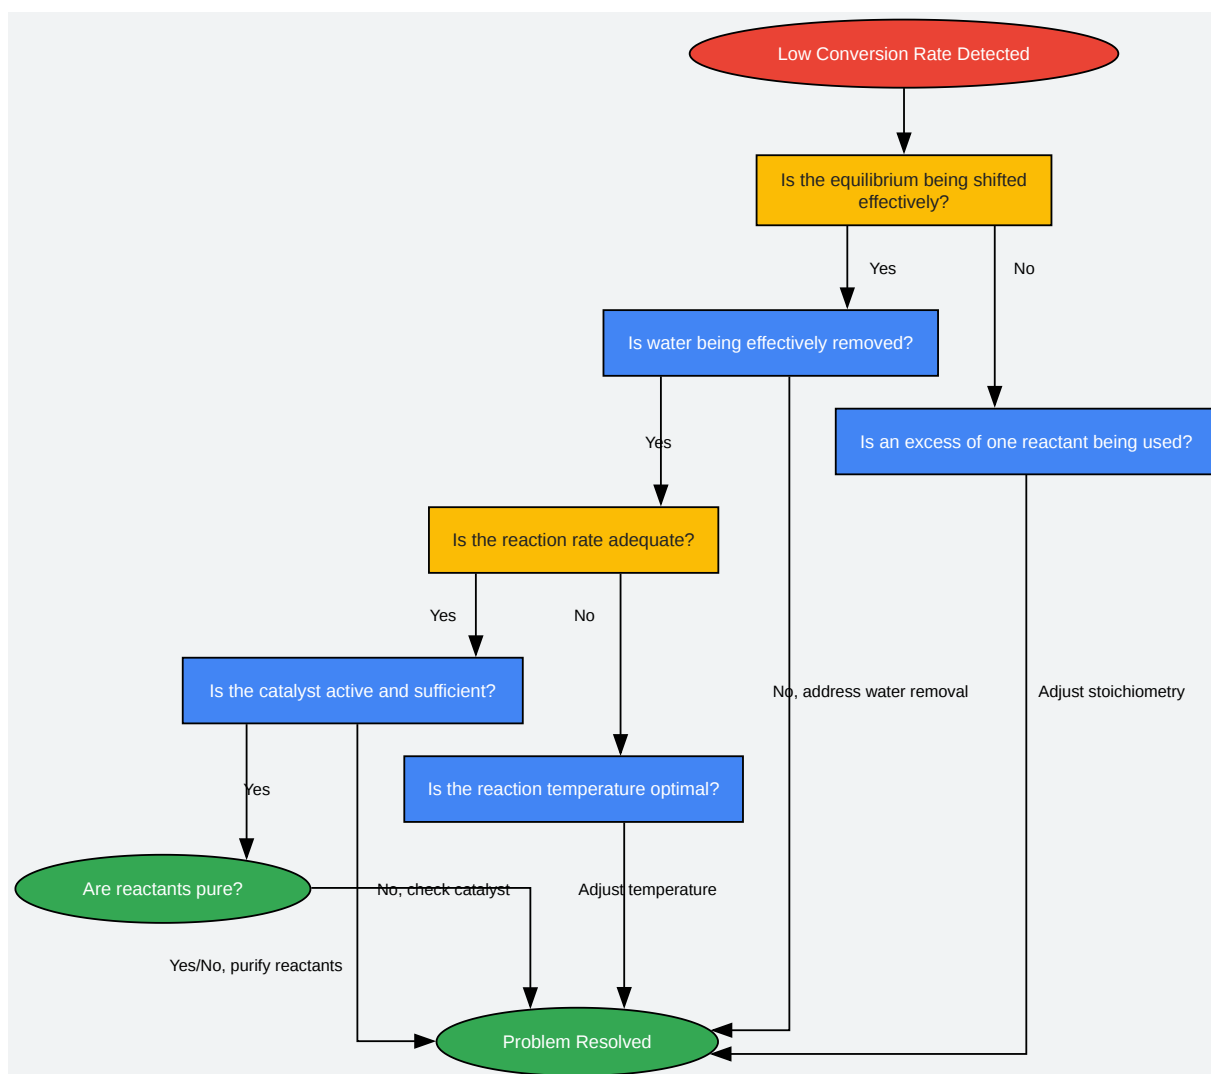 Low Conversion Rate Detected
Is the equilibrium being shifted
effectively?
Yes
No
Is water being effectively removed?
Is an excess of one reactant being used?
Yes
Is the reaction rate adequate?
Yes
No
Is the catalyst active and sufficient?
No, address water removal
Adjust stoichiometry
Yes
Is the reaction temperature optimal?
Are reactants pure?
No, check catalyst
Adjust temperature
Yes/No, purify reactants
Problem Resolved